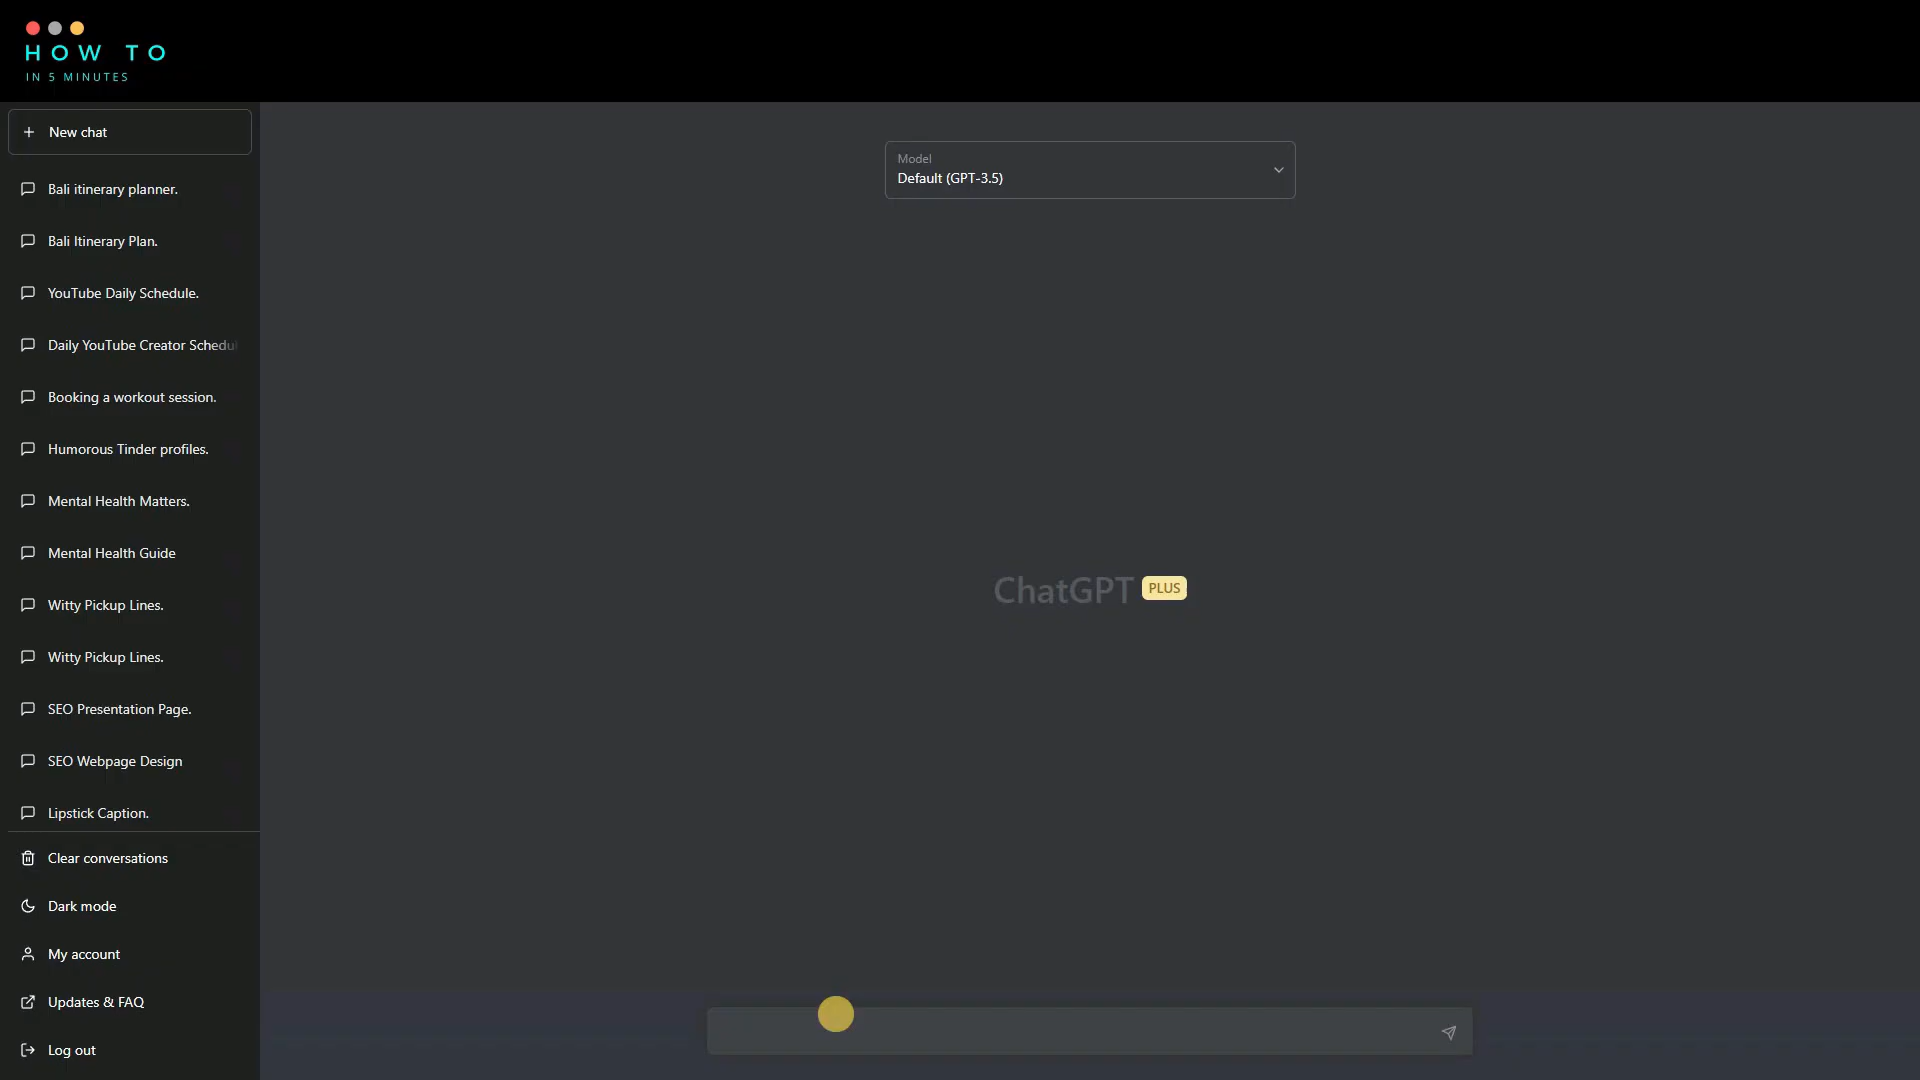 HOW TO
IN 5 MINUTES
New chat
Bali itinerary planner.
Bali Itinerary Plan.
YouTube Daily Schedule.
Daily YouTube Creator Schedul
Booking a workout session.
Humorous Tinder profiles.
Mental Health Matters.
Mental Health Guide
Witty Pickup Lines.
Witty Pickup Lines.
SEO Presentation Page.
SEO Webpage Design
Lipstick Caption.
Clear conversations
Dark mode
My account
Updates & FAQ
Log out
Model
Default (GPT-3.5)
ChatGPT PLUS